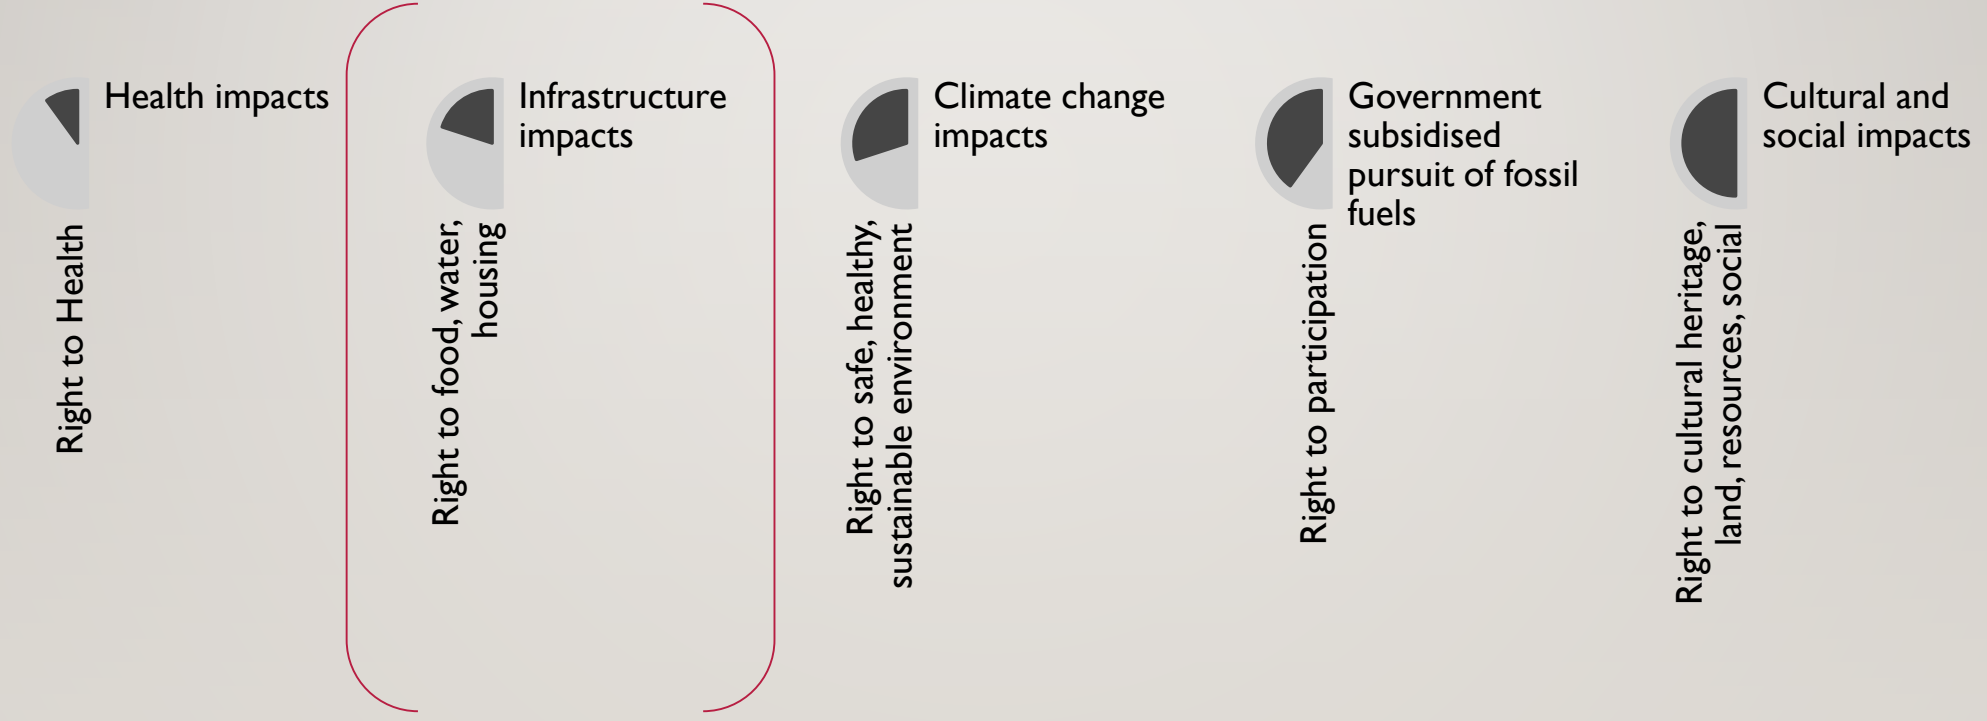 Health impacts
Right to Health
Infrastructure
impacts
Right to food, water,
housing
Climate change
impacts
Right to safe, healthy,
sustainable environment
Government
subsidised
pursuit of fossil
fuels
Right to participation
Cultural and
social impacts
Right to cultural heritage,
land, resources, social